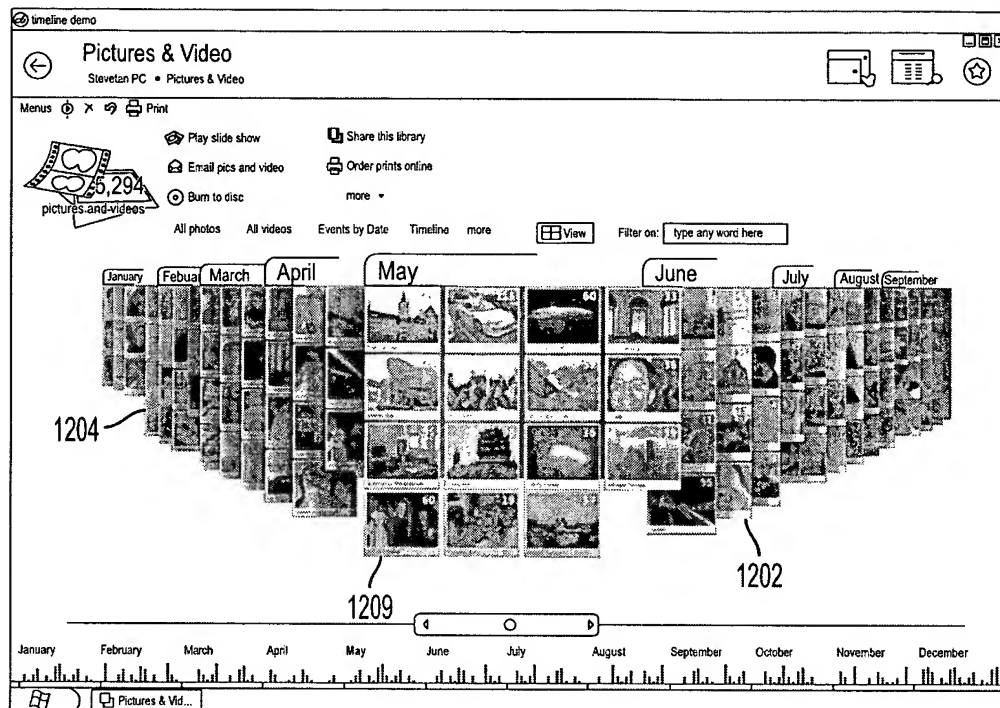 timeline demo
Pictures & Video
Stevetan PC • Pictures & Video
Menus
Print
Play slide show
Share this library
Email pics and video
Order prints online
5,294
pictures and videos
Burn to disc
more
All photos All videos Events by Date Timeline more View Filter on: type any word here
January Febuar March April May June July August September
60
95
1204
1202
1209
January February March April May June July August September October November December
Pictures & Vid...